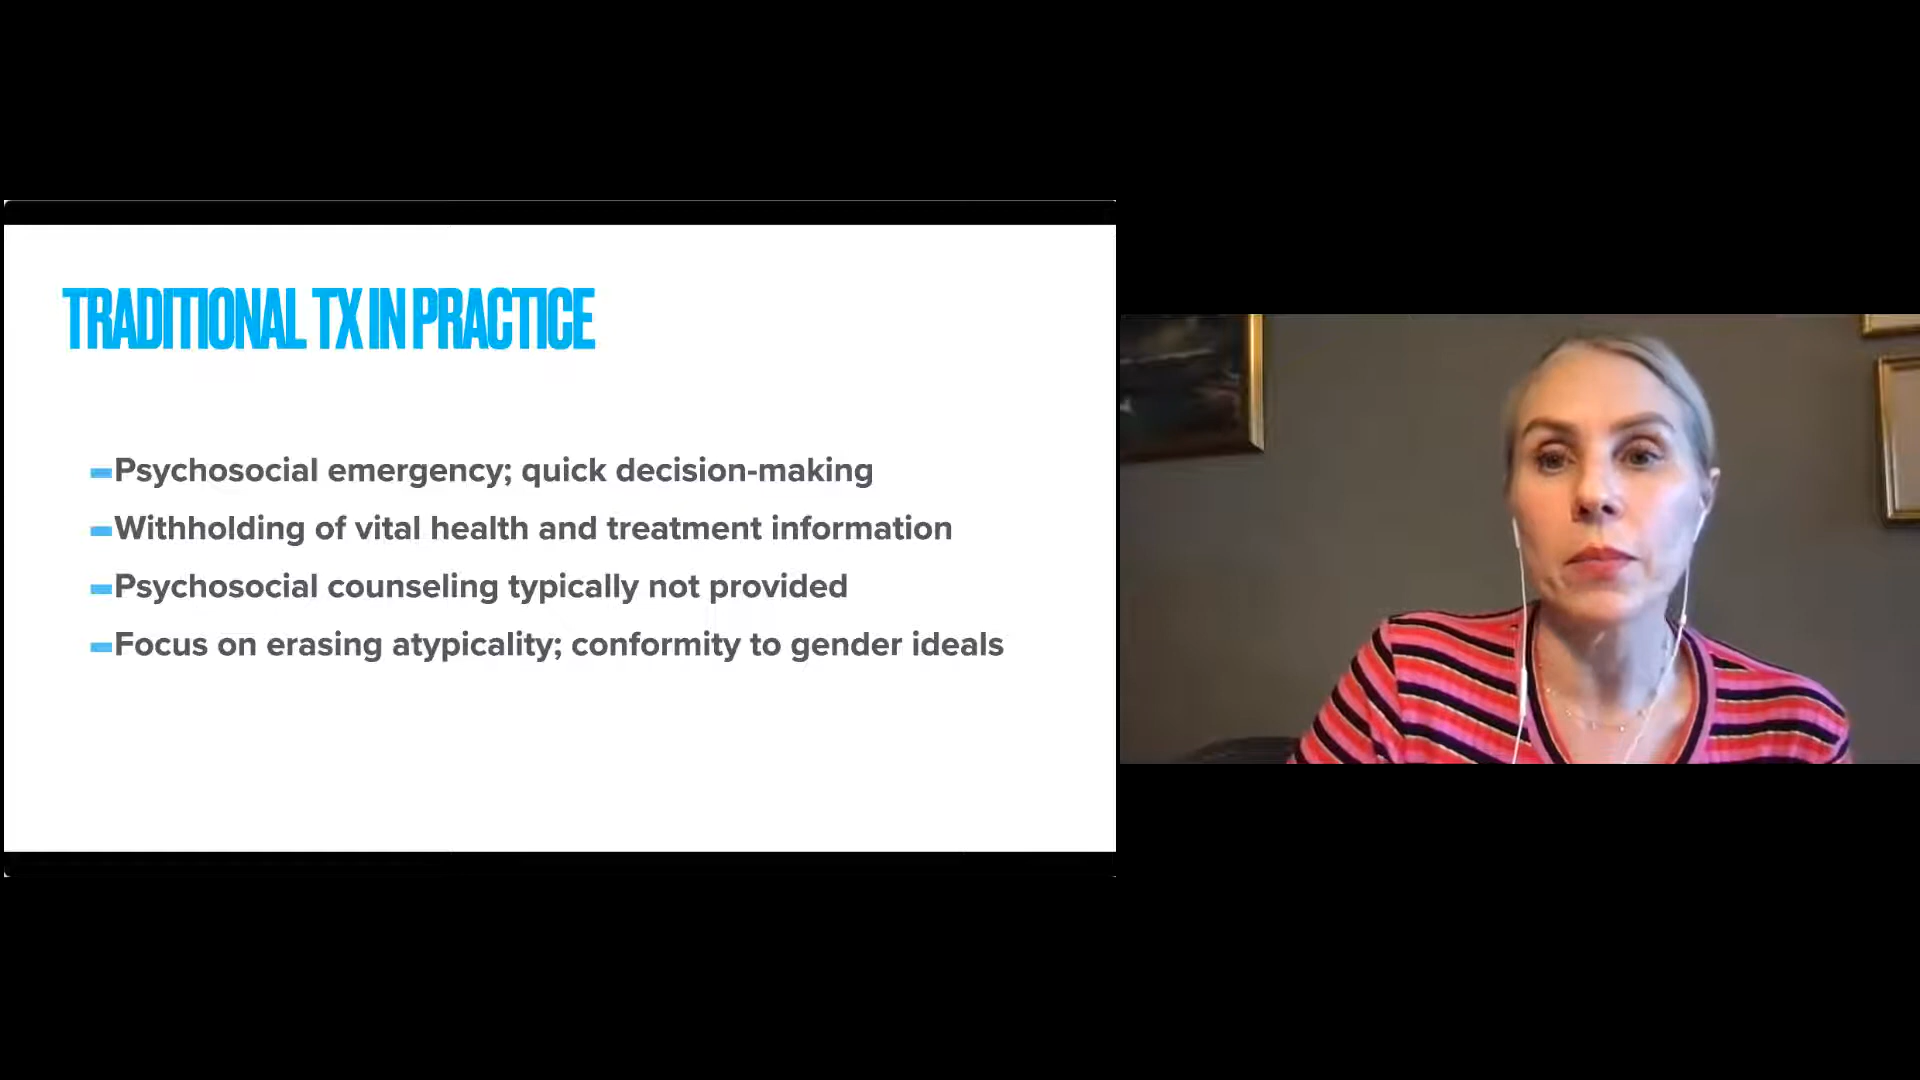 TRADITIONAL TX IN PRACTICE
Psychosocial emergency; quick decision-making
Withholding of vital health and treatment information
Psychosocial counseling typically not provided
Focus on erasing atypicality; conformity to gender ideals